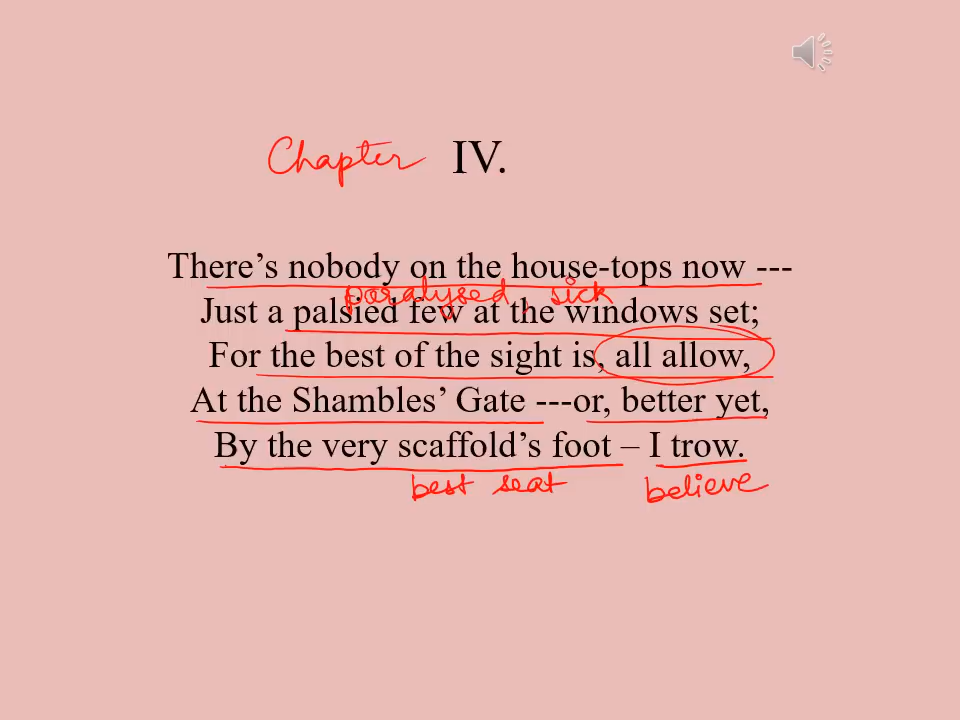 Chapter IV.
There's nobody on the house-tops now ---
paralysed, sick
Just a palsied few at the windows set;
For the best of the sight is, all allow,
At the Shambles' Gate ---or, better yet,
By the very scaffold's foot – I trow.
best seat believe